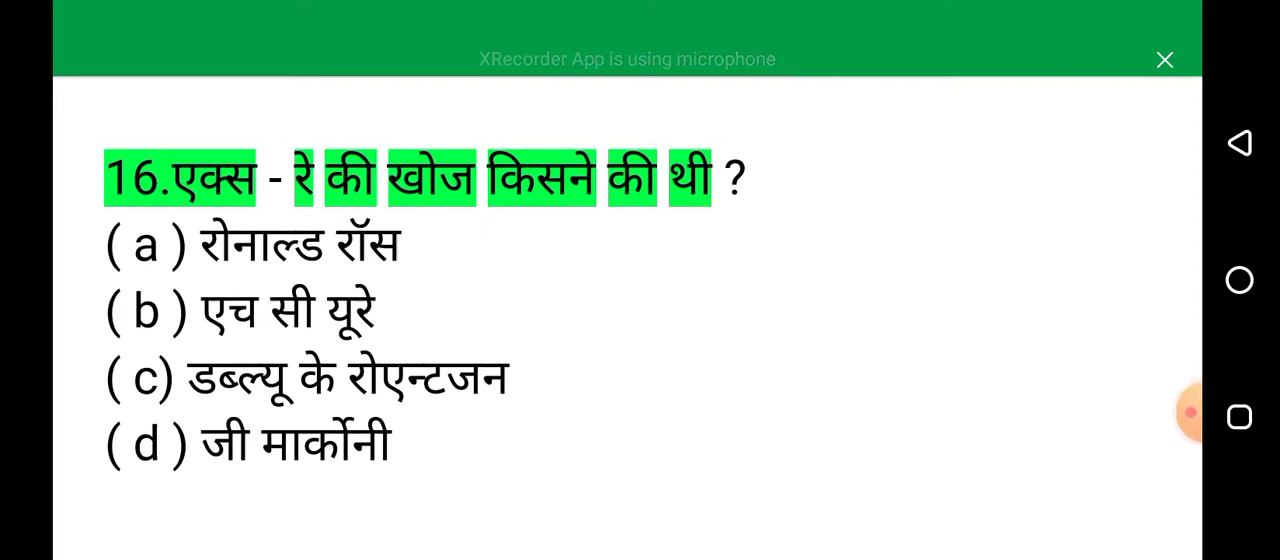 XRecorder App is using microphone
16.एक्स - रे की खोज किसने की थी ?
( a ) रोनाल्ड रॉस
( b ) एच सी यूरे
( c) डब्ल्यू के रोएन्टजन
( d ) जी मार्कोनी